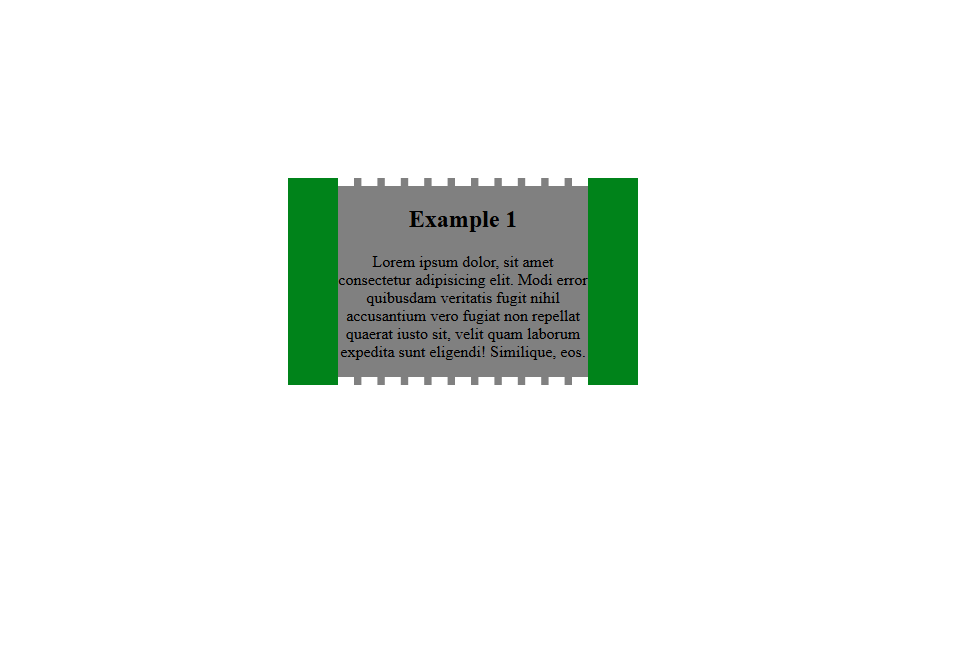 Example 1
Lorem ipsum dolor, sit amet
consectetur adipisicing elit. Modi error
quibusdam veritatis fugit nihil
accusantium vero fugiat non repellat
quaerat iusto sit, velit quam laborum
expedita sunt eligendi! Similique, eos.